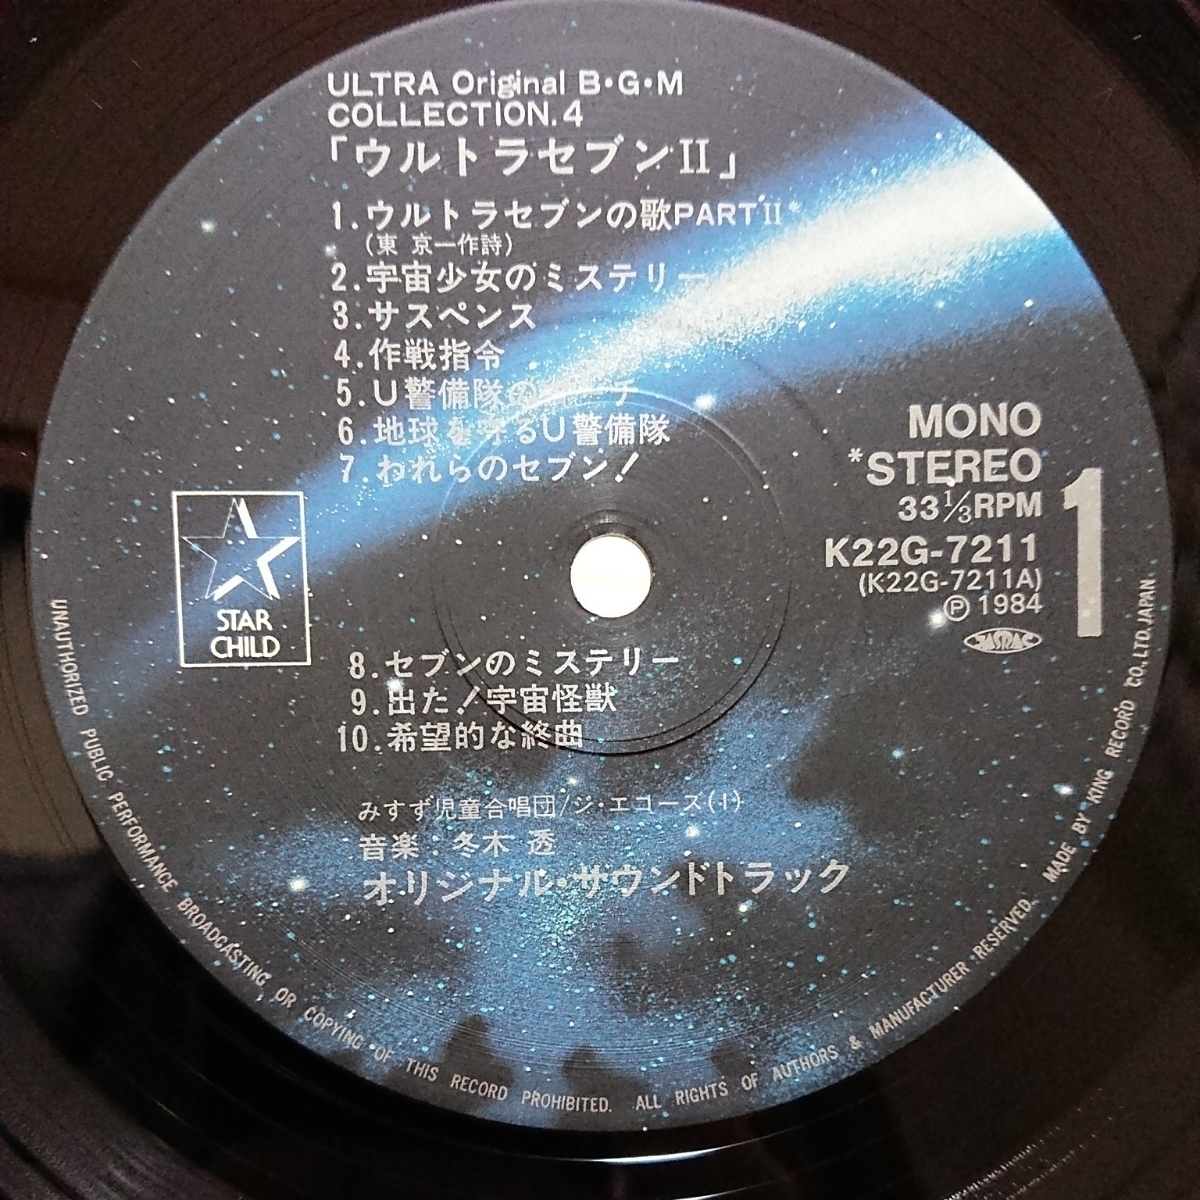 ULTRA Original B・G・M
COLLECTION.4
「ウルトラセブンII」
1.ウルトラセブンの歌PART II*
(東 京一作詩)
2.宇宙少女のミステリー
3.サスペンス
4.作戦指令
5.U警備隊の
6.地球を守るU警備隊
7.われらのセブン!
MONO
*STEREO
33 1/3 RPM
K22G-7211
(K22G-7211A)
Ⓟ 1984
JASRAC
1
STAR
CHILD
8.セブンのミステリー
9.出た!宇宙怪獣
10.希望的な終曲
みすず児童合唱団/ジ・エコーズ(1)
音楽:冬木 透
オリジナル・サウンドトラック
UNAUTHORIZED PUBLIC PERFORMANCE BROADCASTING OR COPYING OF THIS RECORD PROHIBITED. ALL RIGHTS OF AUTHORS & MANUFACTURER RESERVED. MADE BY KING RECORD CO., LTD. JAPAN